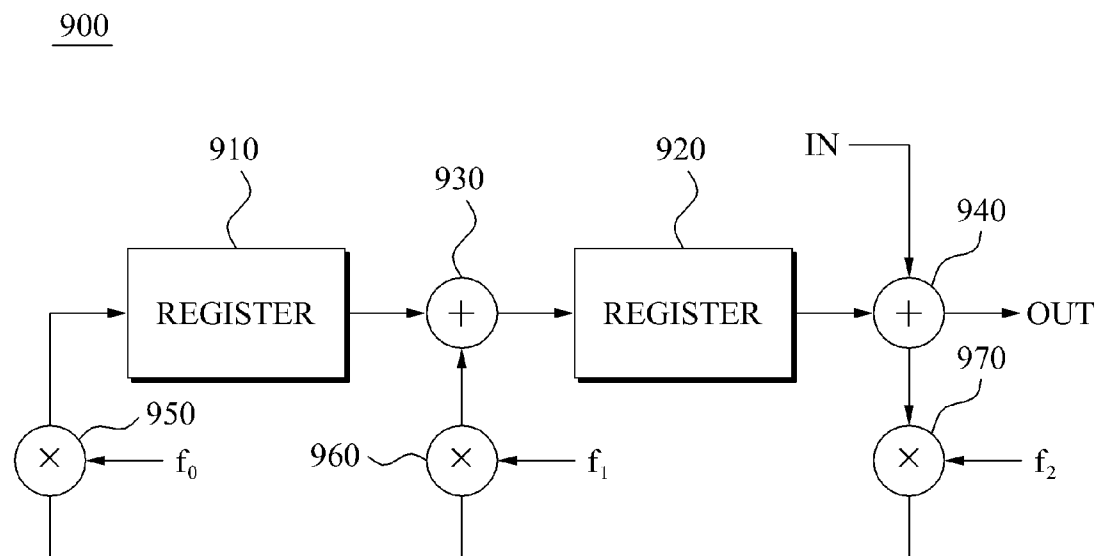 900
910
920
930
IN
940
REGISTER
+
REGISTER
+
OUT
950
960
970
×
f₀
×
f₁
×
f₂